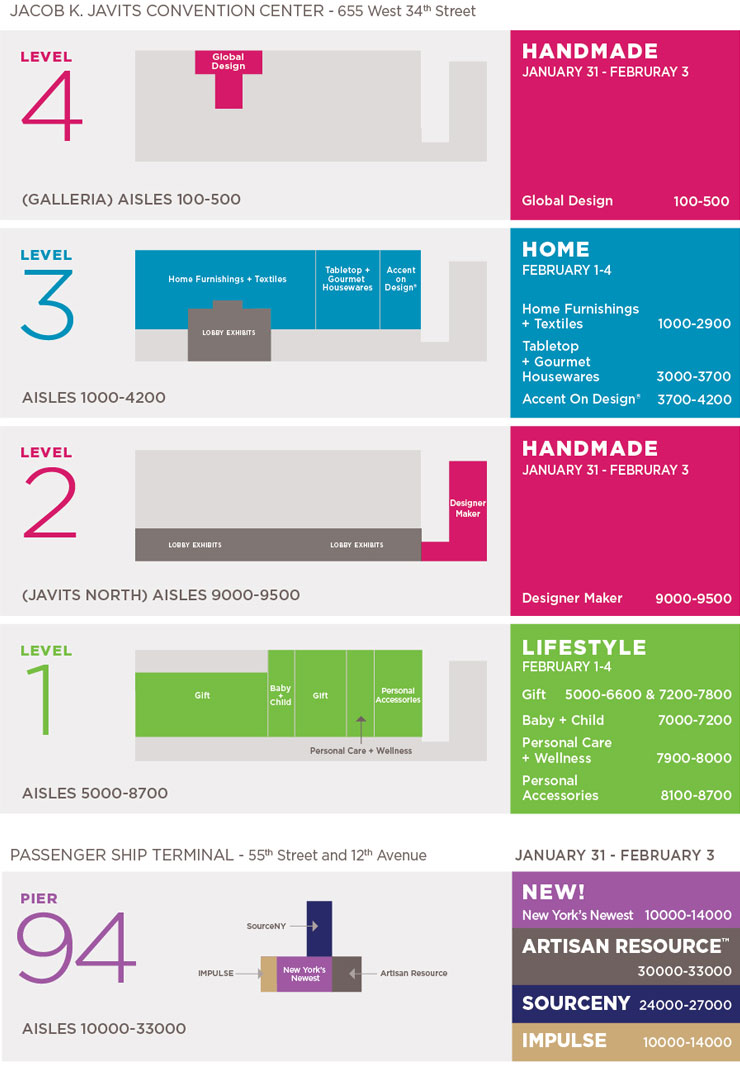 JACOB K. JAVITS CONVENTION CENTER - 655 West 34th Street
LEVEL
4
Global
Design
(GALLERIA) AISLES 100-500
HANDMADE
JANUARY 31 - FEBRURAY 3
Global Design 100-500
LEVEL
3
Home Furnishings + Textiles
Tabletop +
Gourmet
Housewares
Accent
on
Design®
LOBBY EXHIBITS
AISLES 1000-4200
HOME
FEBRUARY 1-4
Home Furnishings
+ Textiles 1000-2900
Tabletop
+ Gourmet
Housewares 3000-3700
Accent On Design® 3700-4200
LEVEL
2
Designer
Maker
LOBBY EXHIBITS LOBBY EXHIBITS
(JAVITS NORTH) AISLES 9000-9500
HANDMADE
JANUARY 31 - FEBRURAY 3
Designer Maker 9000-9500
LEVEL
1
Gift
Baby
+
Child
Gift
Personal
Accessories
Personal Care + Wellness
AISLES 5000-8700
LIFESTYLE
FEBRUARY 1-4
Gift 5000-6600 & 7200-7800
Baby + Child 7000-7200
Personal Care
+ Wellness 7900-8000
Personal
Accessories 8100-8700
PASSENGER SHIP TERMINAL - 55th Street and 12th Avenue
JANUARY 31 - FEBRUARY 3
PIER
94
SourceNY
IMPULSE
New York's
Newest
Artisan Resource
AISLES 10000-33000
NEW!
New York's Newest 10000-14000
ARTISAN RESOURCE™
30000-33000
SOURCENY 24000-27000
IMPULSE 10000-14000